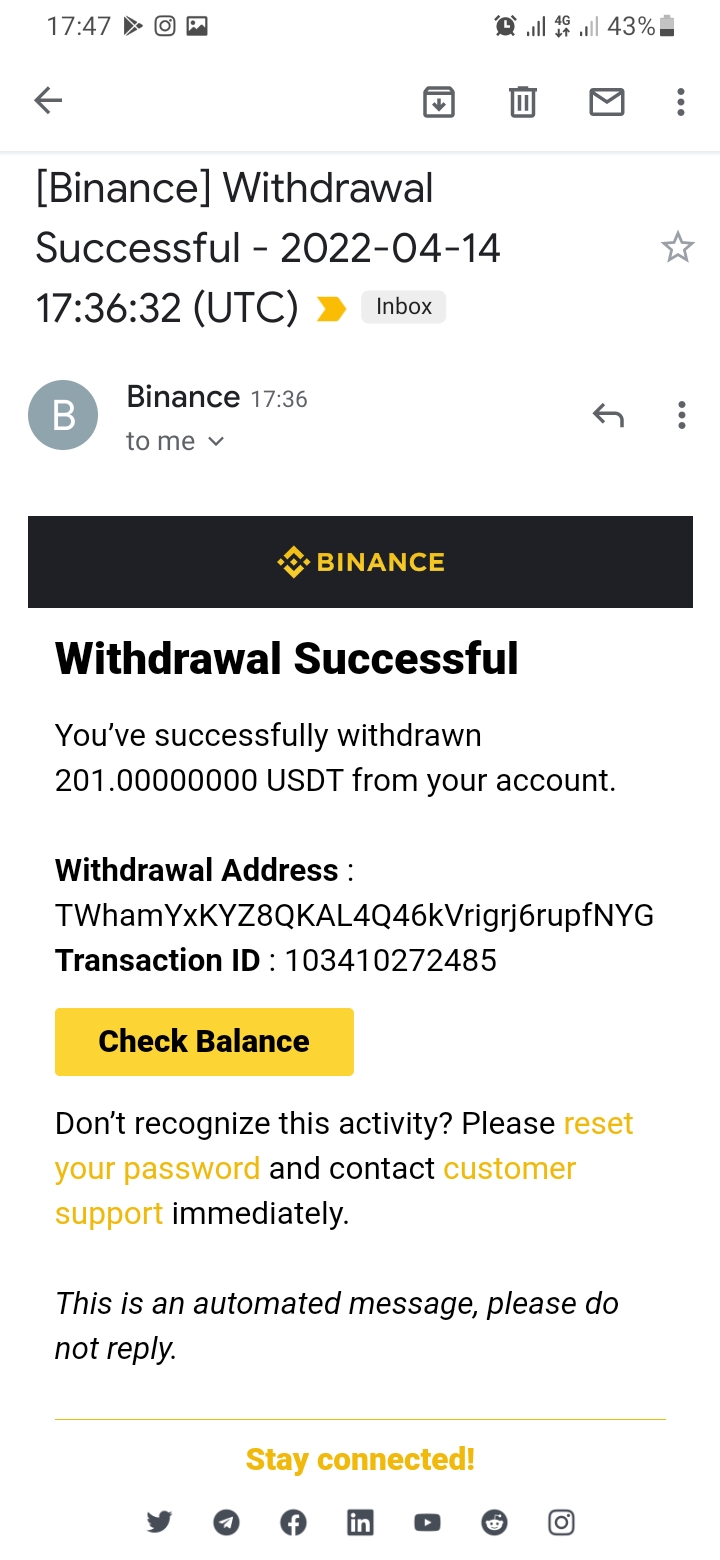 17:47 4G 43%
[Binance] Withdrawal
Successful - 2022-04-14
17:36:32 (UTC) Inbox
B
Binance 17:36
to me
BINANCE
Withdrawal Successful
You've successfully withdrawn
201.00000000 USDT from your account.
Withdrawal Address :
TWhamYxKYZ8QKAL4Q46kVrigrj6rupfNYG
Transaction ID : 103410272485
Check Balance
Don't recognize this activity? Please reset
your password and contact customer
support immediately.
This is an automated message, please do
not reply.
Stay connected!